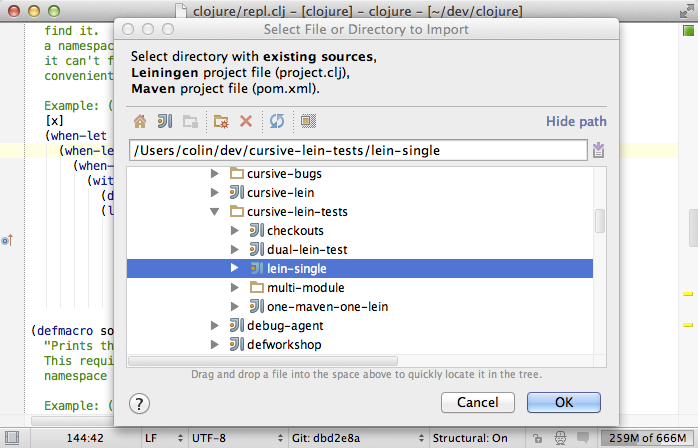 clojure/repl.clj – [clojure] – clojure – [~/dev/clojure]
find it.
a namespac
it can't f
convenient
Example: (
[x]
(when-let
(when-le
(when-
(wit
(d
(l
(defmacro so
"Prints th
This requi
namespace
Example: (
Select File or Directory to Import
Select directory with existing sources,
Leiningen project file (project.clj),
Maven project file (pom.xml).
Hide path
/Users/colin/dev/cursive-lein-tests/lein-single
cursive-bugs
cursive-lein
cursive-lein-tests
checkouts
dual-lein-test
lein-single
multi-module
one-maven-one-lein
debug-agent
defworkshop
Drag and drop a file into the space above to quickly locate it in the tree.
?
Cancel
OK
144:42
LF
UTF-8
Git: dbd2e8a
Structural: On
259M of 666M